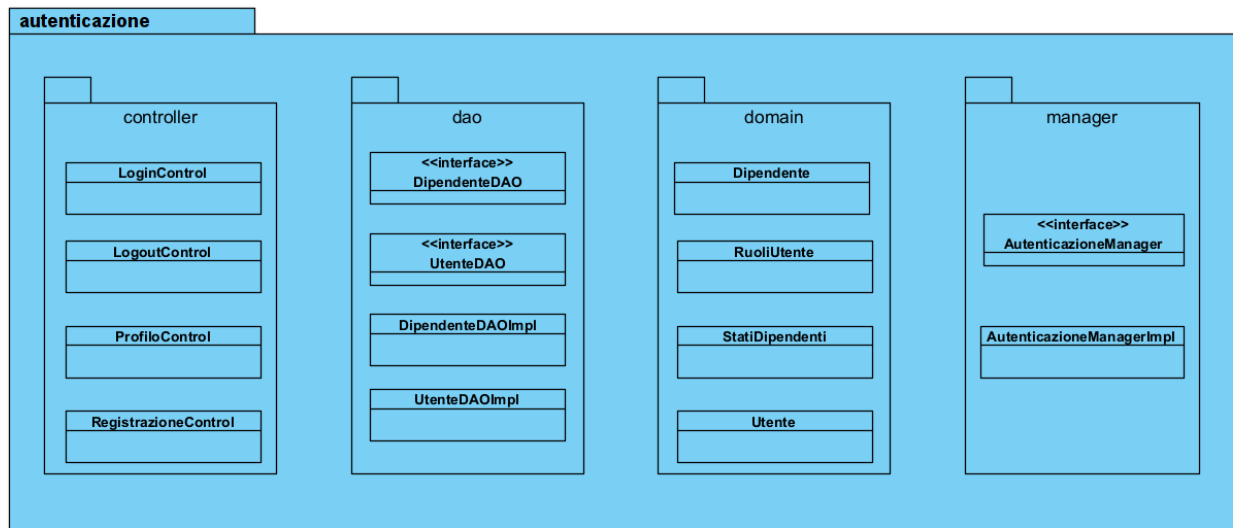 autenticazione
controller
LoginControl
LogoutControl
ProfiloControl
RegistrazioneControl
dao
<<interface>>
DipendenteDAO
<<interface>>
UtenteDAO
DipendenteDAOImpl
UtenteDAOImpl
domain
Dipendente
RuoliUtente
StatiDipendenti
Utente
manager
<<interface>>
AutenticazioneManager
AutenticazioneManagerImpl